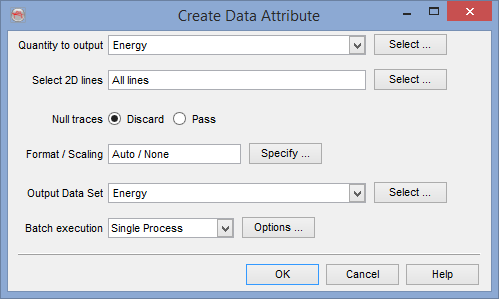 Create Data Attribute
Quantity to output Energy Select ...
Select 2D lines All lines Select ...
Null traces Discard Pass
Format / Scaling Auto / None Specify ...
Output Data Set Energy Select ...
Batch execution Single Process Options ...
OK Cancel Help